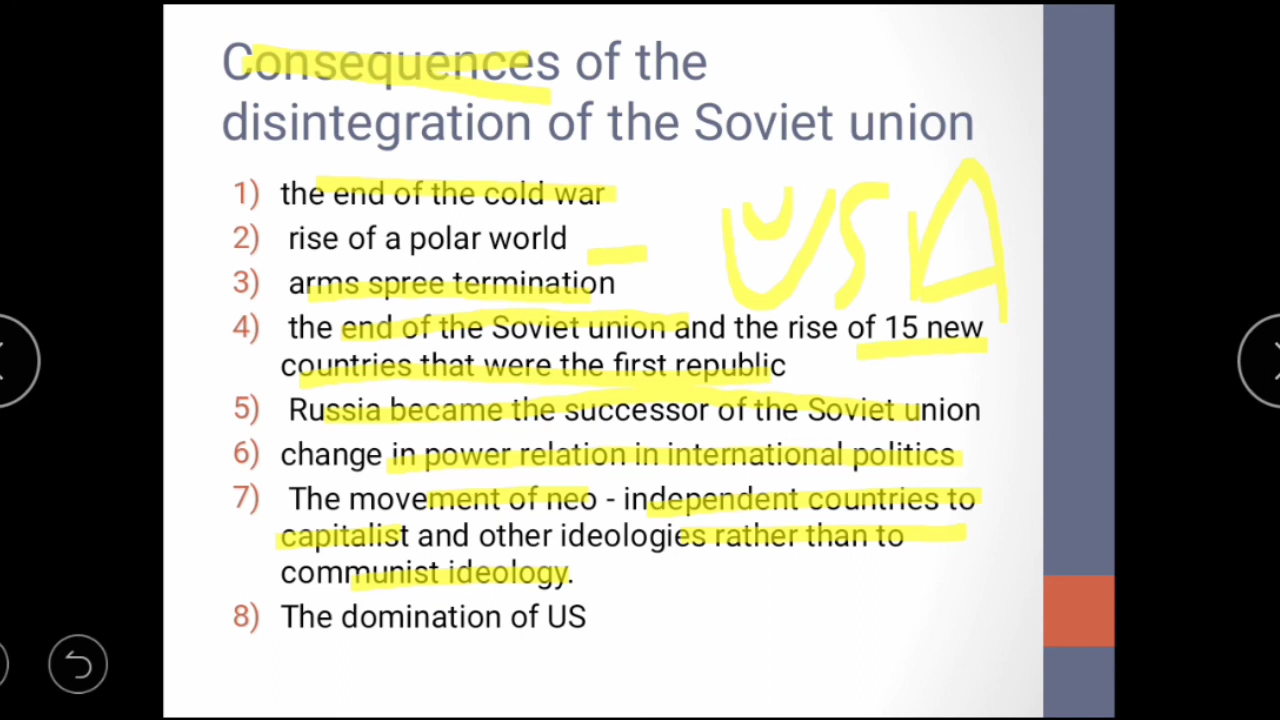 Consequences of the
disintegration of the Soviet union
1) the end of the cold war
2) rise of a polar world
USA
3) arms spree termination
4) the end of the Soviet union and the rise of 15 new
countries that were the first republic
5) Russia became the successor of the Soviet union
6) change in power relation in international politics
7) The movement of neo - independent countries to
capitalist and other ideologies rather than to
communist ideology.
8) The domination of US